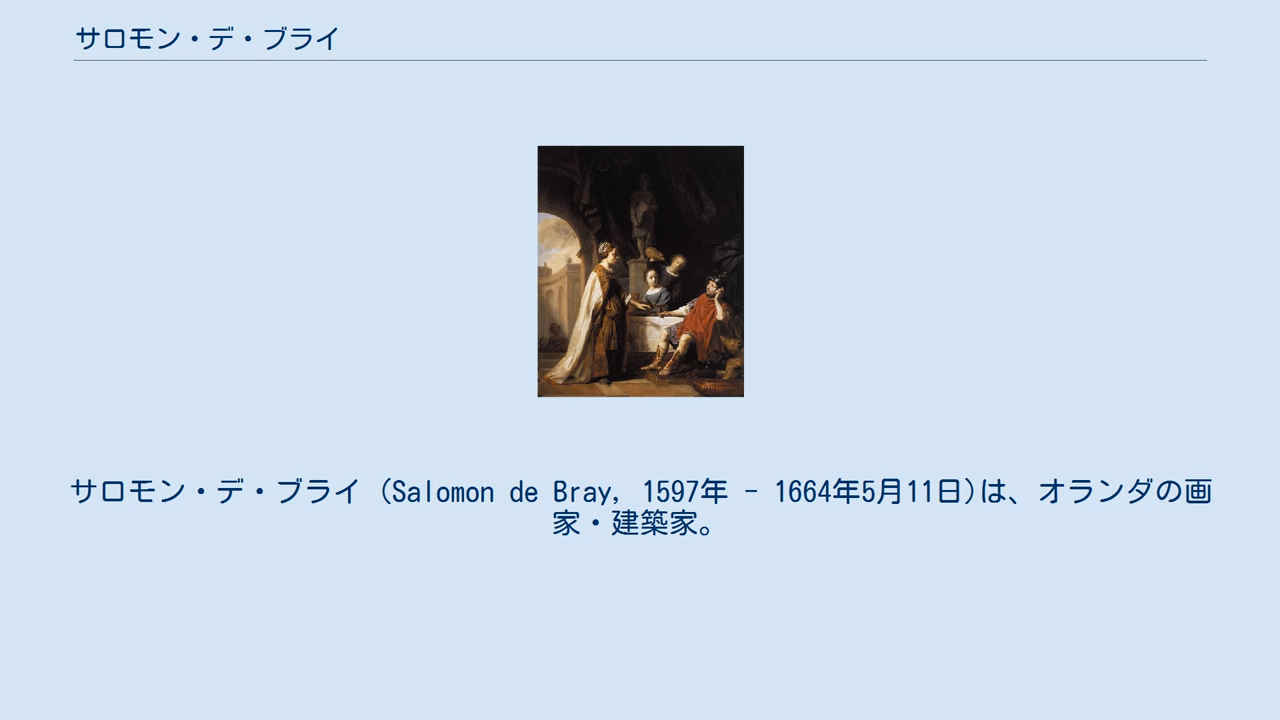 サロモン・デ・ブライ
サロモン・デ・ブライ (Salomon de Bray, 1597年 - 1664年5月11日)は、オランダの画
家・建築家。